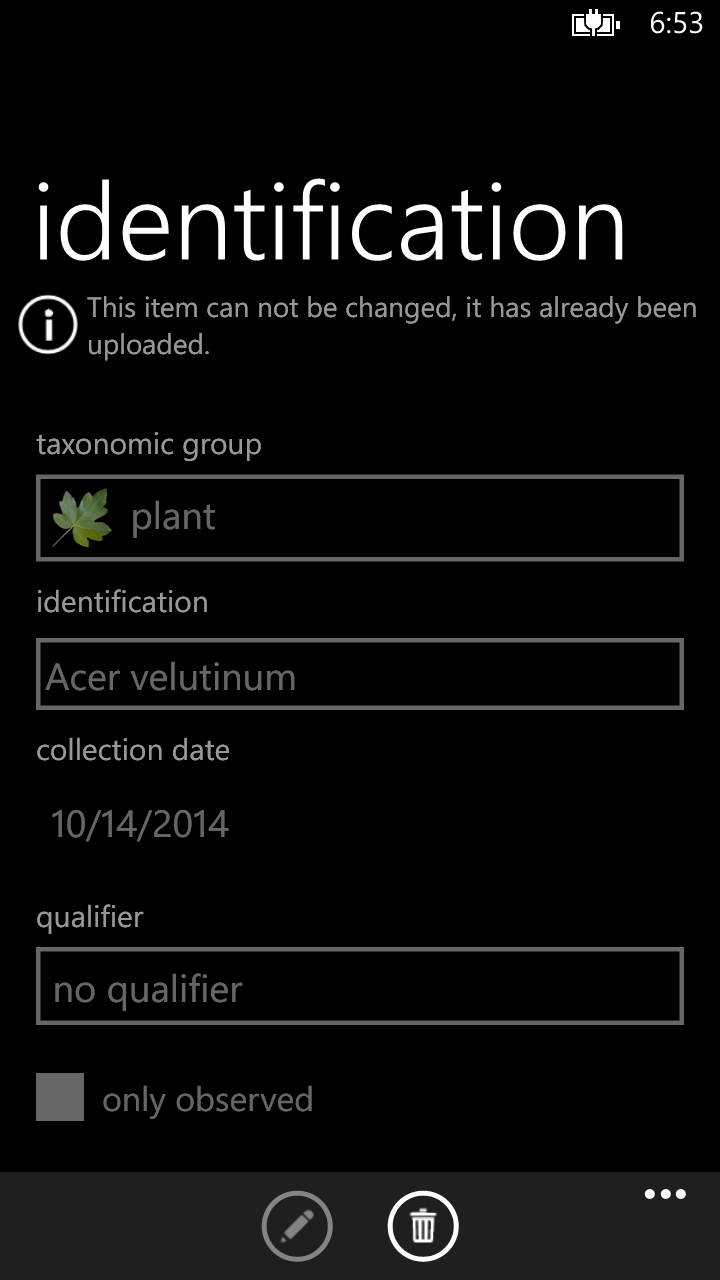 6:53
identification
This item can not be changed, it has already been
uploaded.
taxonomic group
plant
identification
Acer velutinum
collection date
10/14/2014
qualifier
no qualifier
only observed